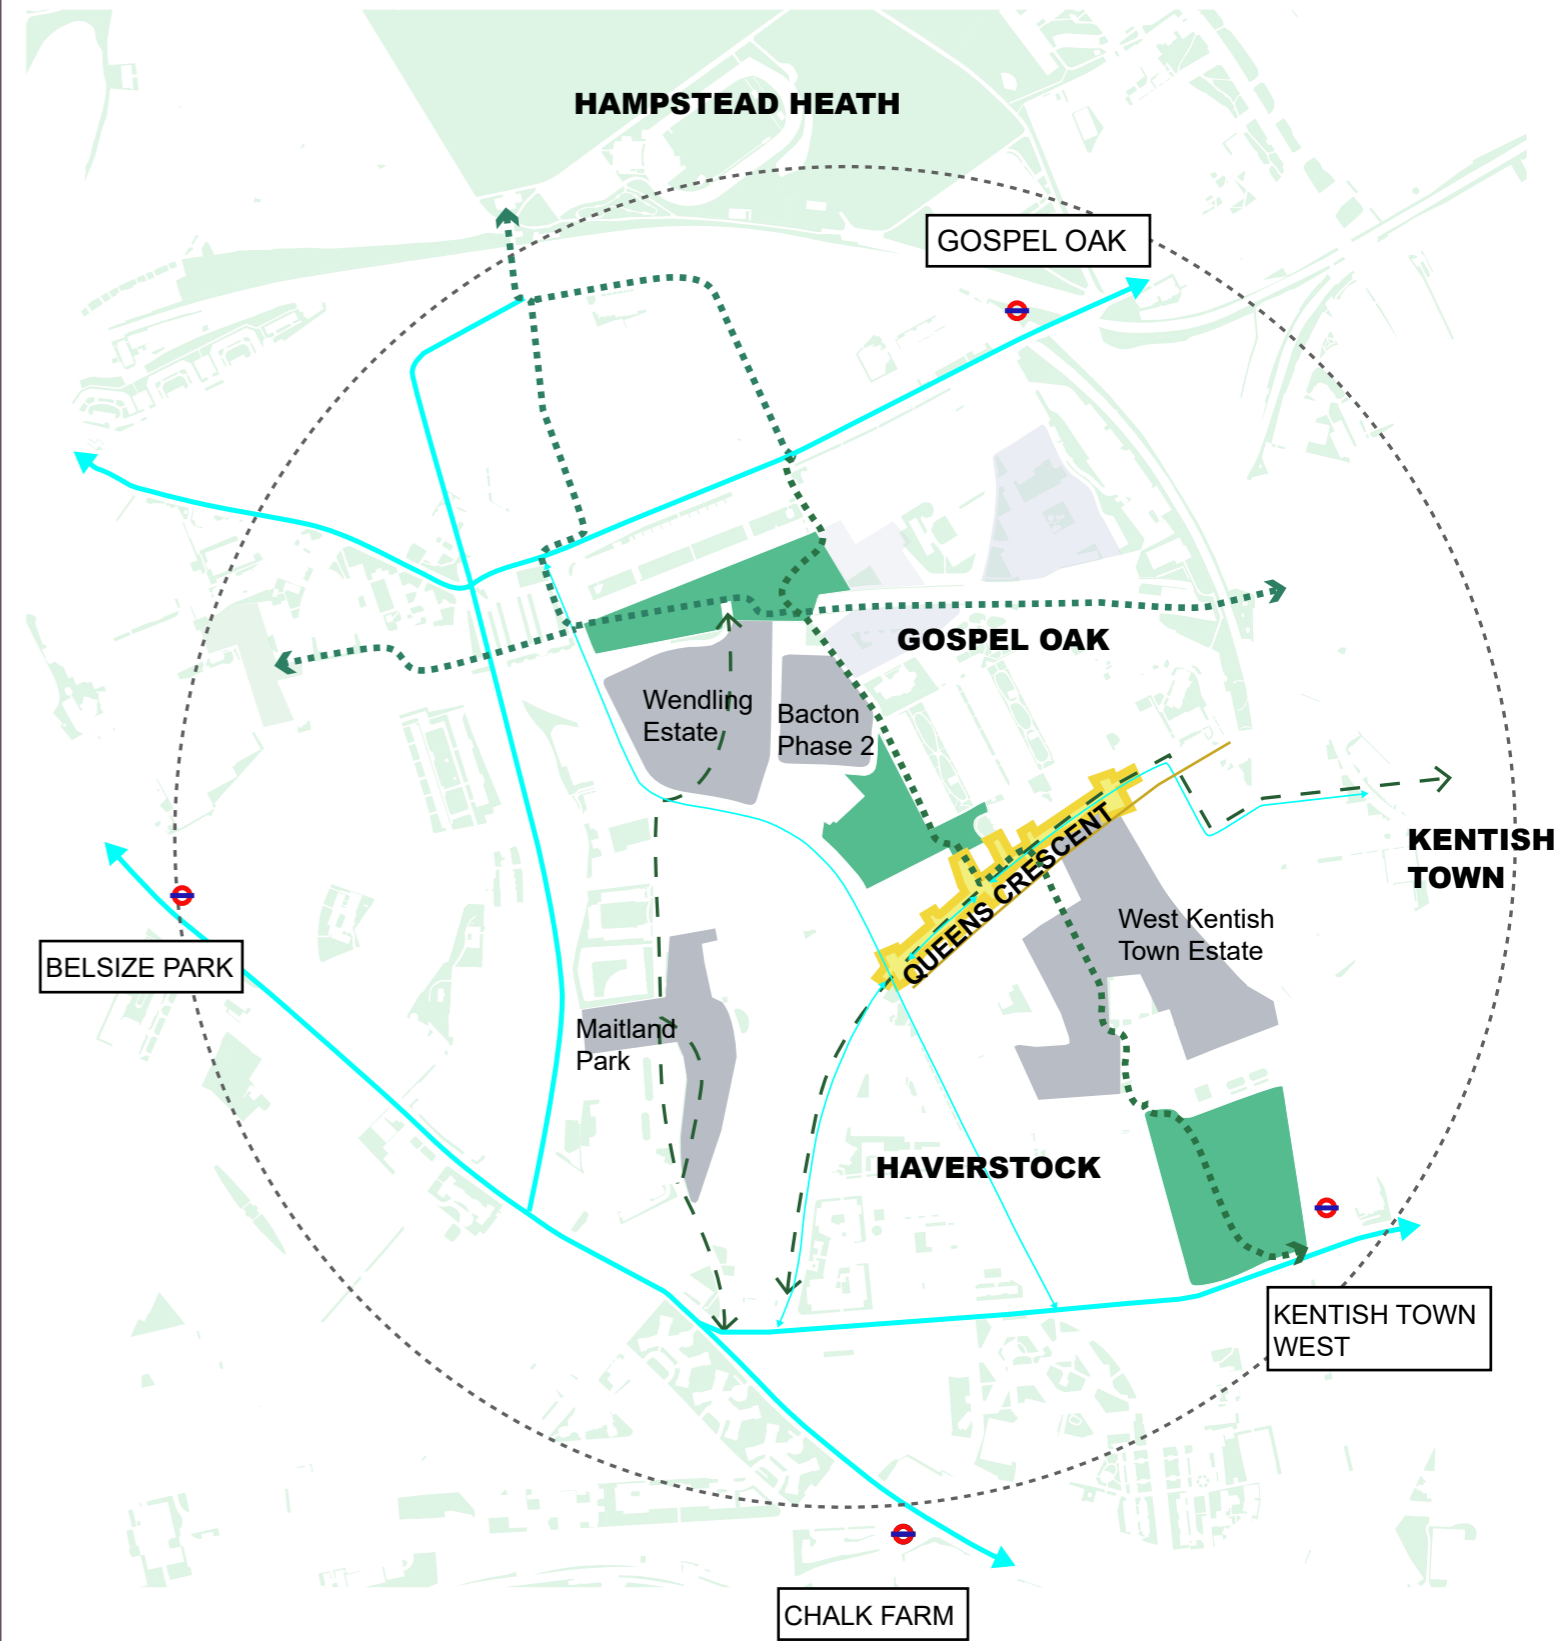 HAMPSTEAD HEATH
GOSPEL OAK
GOSPEL OAK
Wendling
Estate
Bacton
Phase 2
QUEENS CRESCENT
KENTISH
TOWN
West Kentish
Town Estate
BELSIZE PARK
Maitland
Park
HAVERSTOCK
KENTISH TOWN
WEST
CHALK FARM